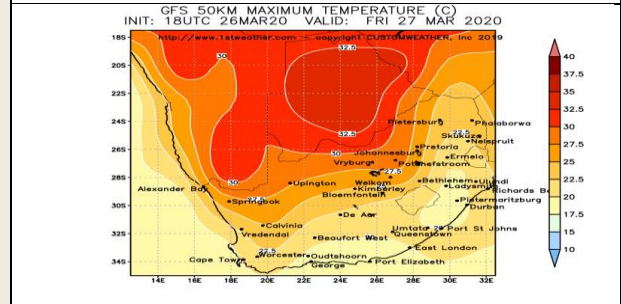 GFS 50KM MAXIMUM TEMPERATURE (C)
INIT: 18UTC 26MAR20 VALID: FRI 27 MAR 2020
http://www.1stweather.com copyright CUSTOMWEATHER, Inc 2019
18S
20S
22S
24S
26S
28S
30S
32S
34S
14E 16E 18E 20E 22E 24E 26E 28E 30E 32E
30
32.5
32.5
30
30
27.5
22.5
22.5
Pietersburg
Phalaborwa
Skukuza
Nelspruit
Pretoria
Johannesburg
Ermelo
Vryburg
Potchefstroom
Welkom
Bethlehem
Ulundi
Alexander Bay
Upington
Kimberley
Ladysmith
Richards B
Bloemfontein
Springbok
Pietermaritzburg
Durban
De Aar
Calvinia
Umtata
Port St Johns
Vredendal
Beaufort West
Queenstown
East London
Cape Town
Worcester
Oudtshoorn
George
Port Elizabeth
40
37.5
35
32.5
30
27.5
25
22.5
20
17.5
15
10